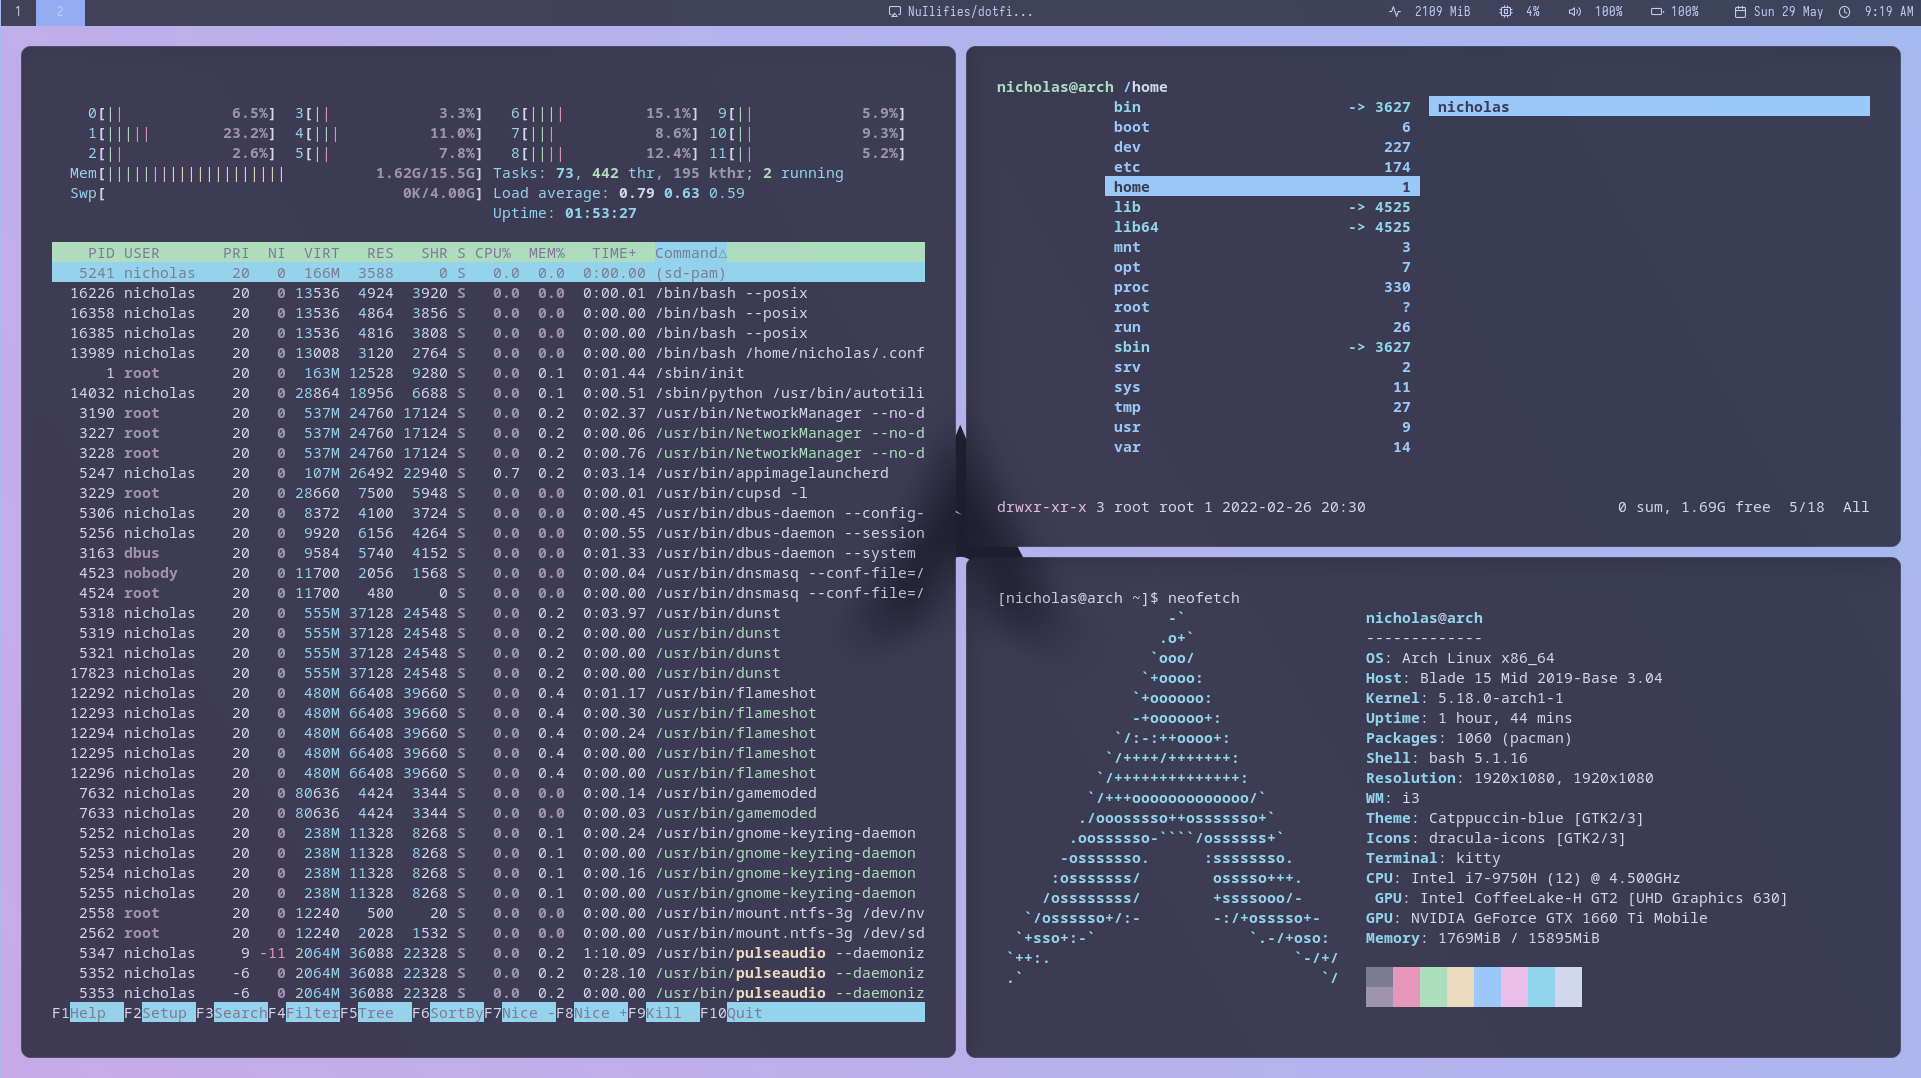 1 2 Nullifies/dotfi... 2109 MiB 4% 100% 100% Sun 29 May 9:19 AM
0[|| 6.5%] 3[|| 3.3%] 6[|||| 15.1%] 9[|| 5.9%]
1[||||| 23.2%] 4[||| 11.0%] 7[||| 8.6%] 10[|| 9.3%]
2[|| 2.6%] 5[|| 7.8%] 8[|||| 12.4%] 11[|| 5.2%]
Mem[|||||||||||||||||||| 1.62G/15.5G] Tasks: 73, 442 thr, 195 kthr; 2 running
Swp[ 0K/4.00G] Load average: 0.79 0.63 0.59
Uptime: 01:53:27
PID USER PRI NI VIRT RES SHR S CPU% MEM% TIME+ Command△
5241 nicholas 20 0 166M 3588 0 S 0.0 0.0 0:00.00 (sd-pam)
16226 nicholas 20 0 13536 4924 3920 S 0.0 0.0 0:00.01 /bin/bash --posix
16358 nicholas 20 0 13536 4864 3856 S 0.0 0.0 0:00.00 /bin/bash --posix
16385 nicholas 20 0 13536 4816 3808 S 0.0 0.0 0:00.00 /bin/bash --posix
13989 nicholas 20 0 13008 3120 2764 S 0.0 0.0 0:00.00 /bin/bash /home/nicholas/.conf
1 root 20 0 163M 12528 9280 S 0.0 0.1 0:01.44 /sbin/init
14032 nicholas 20 0 28864 18956 6688 S 0.0 0.1 0:00.51 /sbin/python /usr/bin/autotili
3190 root 20 0 537M 24760 17124 S 0.0 0.2 0:02.37 /usr/bin/NetworkManager --no-d
3227 root 20 0 537M 24760 17124 S 0.0 0.2 0:00.06 /usr/bin/NetworkManager --no-d
3228 root 20 0 537M 24760 17124 S 0.0 0.2 0:00.76 /usr/bin/NetworkManager --no-d
5247 nicholas 20 0 107M 26492 22940 S 0.7 0.2 0:03.14 /usr/bin/appimagelauncherd
3229 root 20 0 28660 7500 5948 S 0.0 0.0 0:00.01 /usr/bin/cupsd -l
5306 nicholas 20 0 8372 4100 3724 S 0.0 0.0 0:00.45 /usr/bin/dbus-daemon --config-
5256 nicholas 20 0 9920 6156 4264 S 0.0 0.0 0:00.55 /usr/bin/dbus-daemon --session
3163 dbus 20 0 9584 5740 4152 S 0.0 0.0 0:01.33 /usr/bin/dbus-daemon --system
4523 nobody 20 0 11700 2056 1568 S 0.0 0.0 0:00.04 /usr/bin/dnsmasq --conf-file=/
4524 root 20 0 11700 480 0 S 0.0 0.0 0:00.00 /usr/bin/dnsmasq --conf-file=/
5318 nicholas 20 0 555M 37128 24548 S 0.0 0.2 0:03.97 /usr/bin/dunst
5319 nicholas 20 0 555M 37128 24548 S 0.0 0.2 0:00.00 /usr/bin/dunst
5321 nicholas 20 0 555M 37128 24548 S 0.0 0.2 0:00.00 /usr/bin/dunst
17823 nicholas 20 0 555M 37128 24548 S 0.0 0.2 0:00.00 /usr/bin/dunst
12292 nicholas 20 0 480M 66408 39660 S 0.0 0.4 0:01.17 /usr/bin/flameshot
12293 nicholas 20 0 480M 66408 39660 S 0.0 0.4 0:00.30 /usr/bin/flameshot
12294 nicholas 20 0 480M 66408 39660 S 0.0 0.4 0:00.24 /usr/bin/flameshot
12295 nicholas 20 0 480M 66408 39660 S 0.0 0.4 0:00.00 /usr/bin/flameshot
12296 nicholas 20 0 480M 66408 39660 S 0.0 0.4 0:00.00 /usr/bin/flameshot
7632 nicholas 20 0 80636 4424 3344 S 0.0 0.0 0:00.14 /usr/bin/gamemoded
7633 nicholas 20 0 80636 4424 3344 S 0.0 0.0 0:00.03 /usr/bin/gamemoded
5252 nicholas 20 0 238M 11328 8268 S 0.0 0.1 0:00.24 /usr/bin/gnome-keyring-daemon
5253 nicholas 20 0 238M 11328 8268 S 0.0 0.1 0:00.00 /usr/bin/gnome-keyring-daemon
5254 nicholas 20 0 238M 11328 8268 S 0.0 0.1 0:00.16 /usr/bin/gnome-keyring-daemon
5255 nicholas 20 0 238M 11328 8268 S 0.0 0.1 0:00.00 /usr/bin/gnome-keyring-daemon
2558 root 20 0 12240 500 20 S 0.0 0.0 0:00.00 /usr/bin/mount.ntfs-3g /dev/nv
2562 root 20 0 12240 2028 1532 S 0.0 0.0 0:00.00 /usr/bin/mount.ntfs-3g /dev/sd
5347 nicholas 9 -11 2064M 36088 22328 S 0.0 0.2 1:10.09 /usr/bin/pulseaudio --daemoniz
5352 nicholas -6 0 2064M 36088 22328 S 0.0 0.2 0:28.10 /usr/bin/pulseaudio --daemoniz
5353 nicholas -6 0 2064M 36088 22328 S 0.0 0.2 0:00.00 /usr/bin/pulseaudio --daemoniz
F1Help F2Setup F3SearchF4FilterF5Tree F6SortByF7Nice -F8Nice +F9Kill F10Quit
nicholas@arch /home
bin -> 3627 nicholas
boot 6
dev 227
etc 174
home 1
lib -> 4525
lib64 -> 4525
mnt 3
opt 7
proc 330
root ?
run 26
sbin -> 3627
srv 2
sys 11
tmp 27
usr 9
var 14
drwxr-xr-x 3 root root 1 2022-02-26 20:30 0 sum, 1.69G free 5/18 All
[nicholas@arch ~]$ neofetch
-` nicholas@arch
.o+` -------------
`ooo/ OS: Arch Linux x86_64
`+oooo: Host: Blade 15 Mid 2019-Base 3.04
`+oooooo: Kernel: 5.18.0-arch1-1
-+oooooo+: Uptime: 1 hour, 44 mins
`/:-:++oooo+: Packages: 1060 (pacman)
`/++++/+++++++: Shell: bash 5.1.16
`/++++++++++++++: Resolution: 1920x1080, 1920x1080
`/+++ooooooooooooo/` WM: i3
./ooosssso++osssssso+` Theme: Catppuccin-blue [GTK2/3]
.oossssso-````/ossssss+` Icons: dracula-icons [GTK2/3]
-osssssso. :ssssssso. Terminal: kitty
:osssssss/ osssso+++. CPU: Intel i7-9750H (12) @ 4.500GHz
/ossssssss/ +ssssooo/- GPU: Intel CoffeeLake-H GT2 [UHD Graphics 630]
`/ossssso+/:- -:/+osssso+- GPU: NVIDIA GeForce GTX 1660 Ti Mobile
`+sso+:-` `.-/+oso: Memory: 1769MiB / 15895MiB
`++:. `-/+/
.` `/